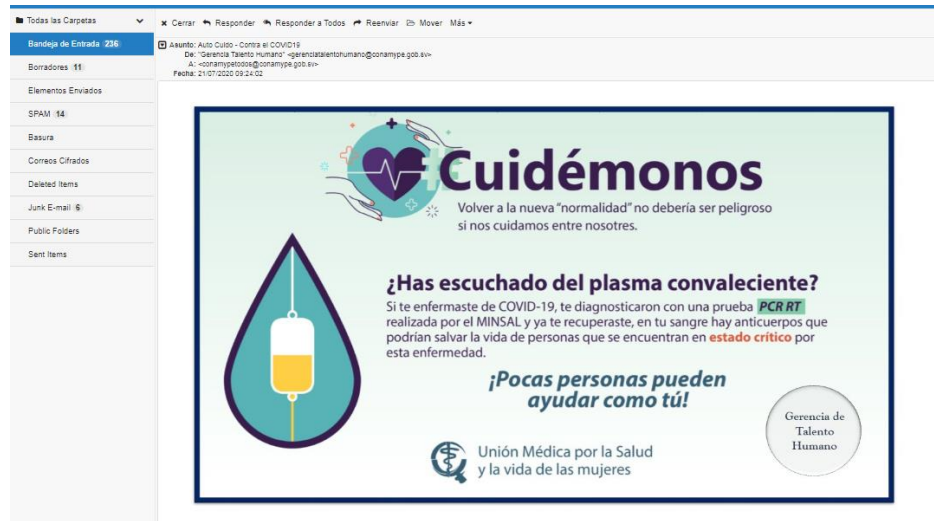 Todas las Carpetas
Cerrar Responder Responder a Todos Reenviar Mover Más
Bandeja de Entrada 236
Borradores 11
Elementos Enviados
SPAM 14
Basura
Correos Cifrados
Deleted Items
Junk E-mail 6
Public Folders
Sent Items
Asunto: Auto Cuido - Contra el COVID19
De: "Gerencia Talento Humano" <gerenciatalentohumano@conamype.gob.sv>
A: <conamypetodos@conamype.gob.sv>
Fecha: 21/07/2020 09:24:02
#Cuidémonos
Volver a la nueva "normalidad" no debería ser peligroso
si nos cuidamos entre nosotres.
¿Has escuchado del plasma convaleciente?
Si te enfermaste de COVID-19, te diagnosticaron con una prueba PCR RT
realizada por el MINSAL y ya te recuperaste, en tu sangre hay anticuerpos que
podrían salvar la vida de personas que se encuentran en estado crítico por
esta enfermedad.
¡Pocas personas pueden
ayudar como tú!
Gerencia de
Talento
Humano
Unión Médica por la Salud
y la vida de las mujeres